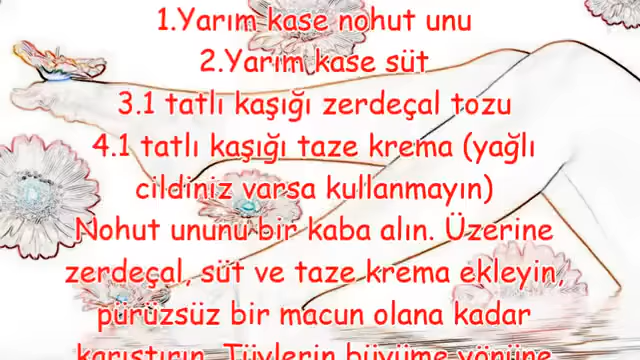 1.Yarım kase nohut unu
2.Yarım kase süt
3.1 tatlı kaşığı zerdeçal tozu
4.1 tatlı kaşığı taze krema (yağlı
cildiniz varsa kullanmayın)
Nohut ununu bir kaba alın. Üzerine
zerdeçal, süt ve taze krema ekleyin,
pürüzsüz bir macun olana kadar
karıştırın. Tüylerin büyüme yönüne